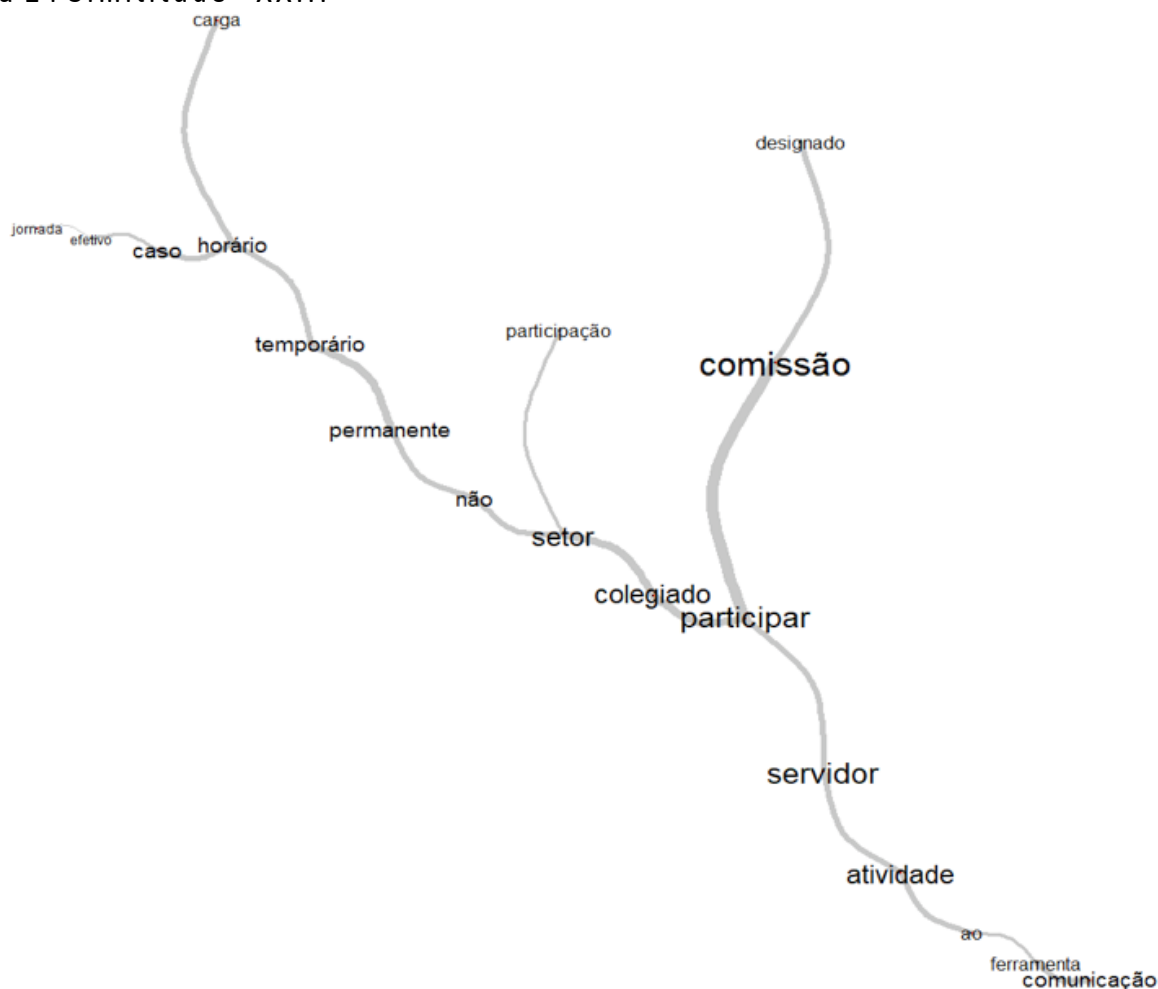 carga
designado
jornada
efetivo
caso
horário
participação
temporário
comissão
permanente
não
setor
colegiado
participar
servidor
atividade
ao
ferramenta
comunicação